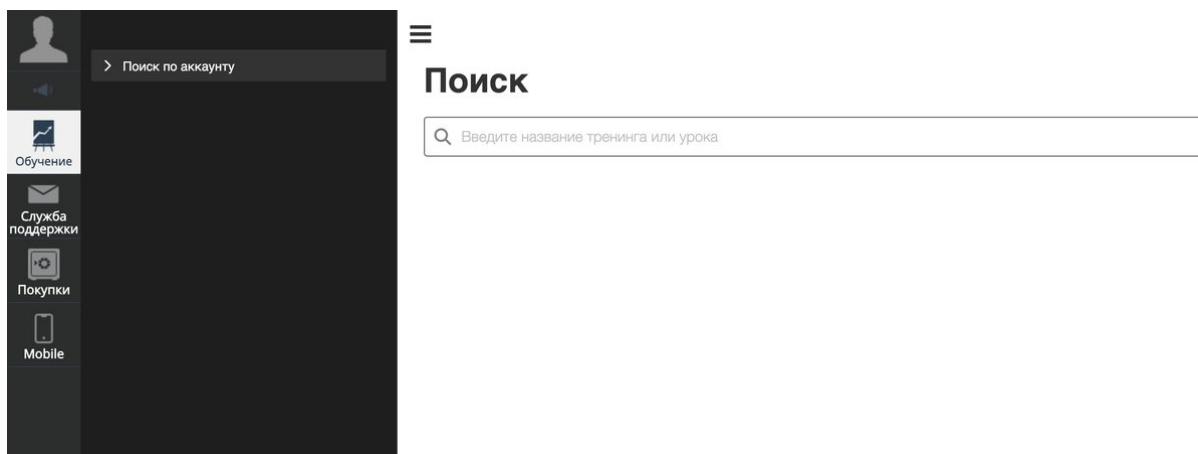 Обучение
Служба
поддержки
Покупки
Mobile
Поиск по аккаунту
Поиск
Введите название тренинга или урока